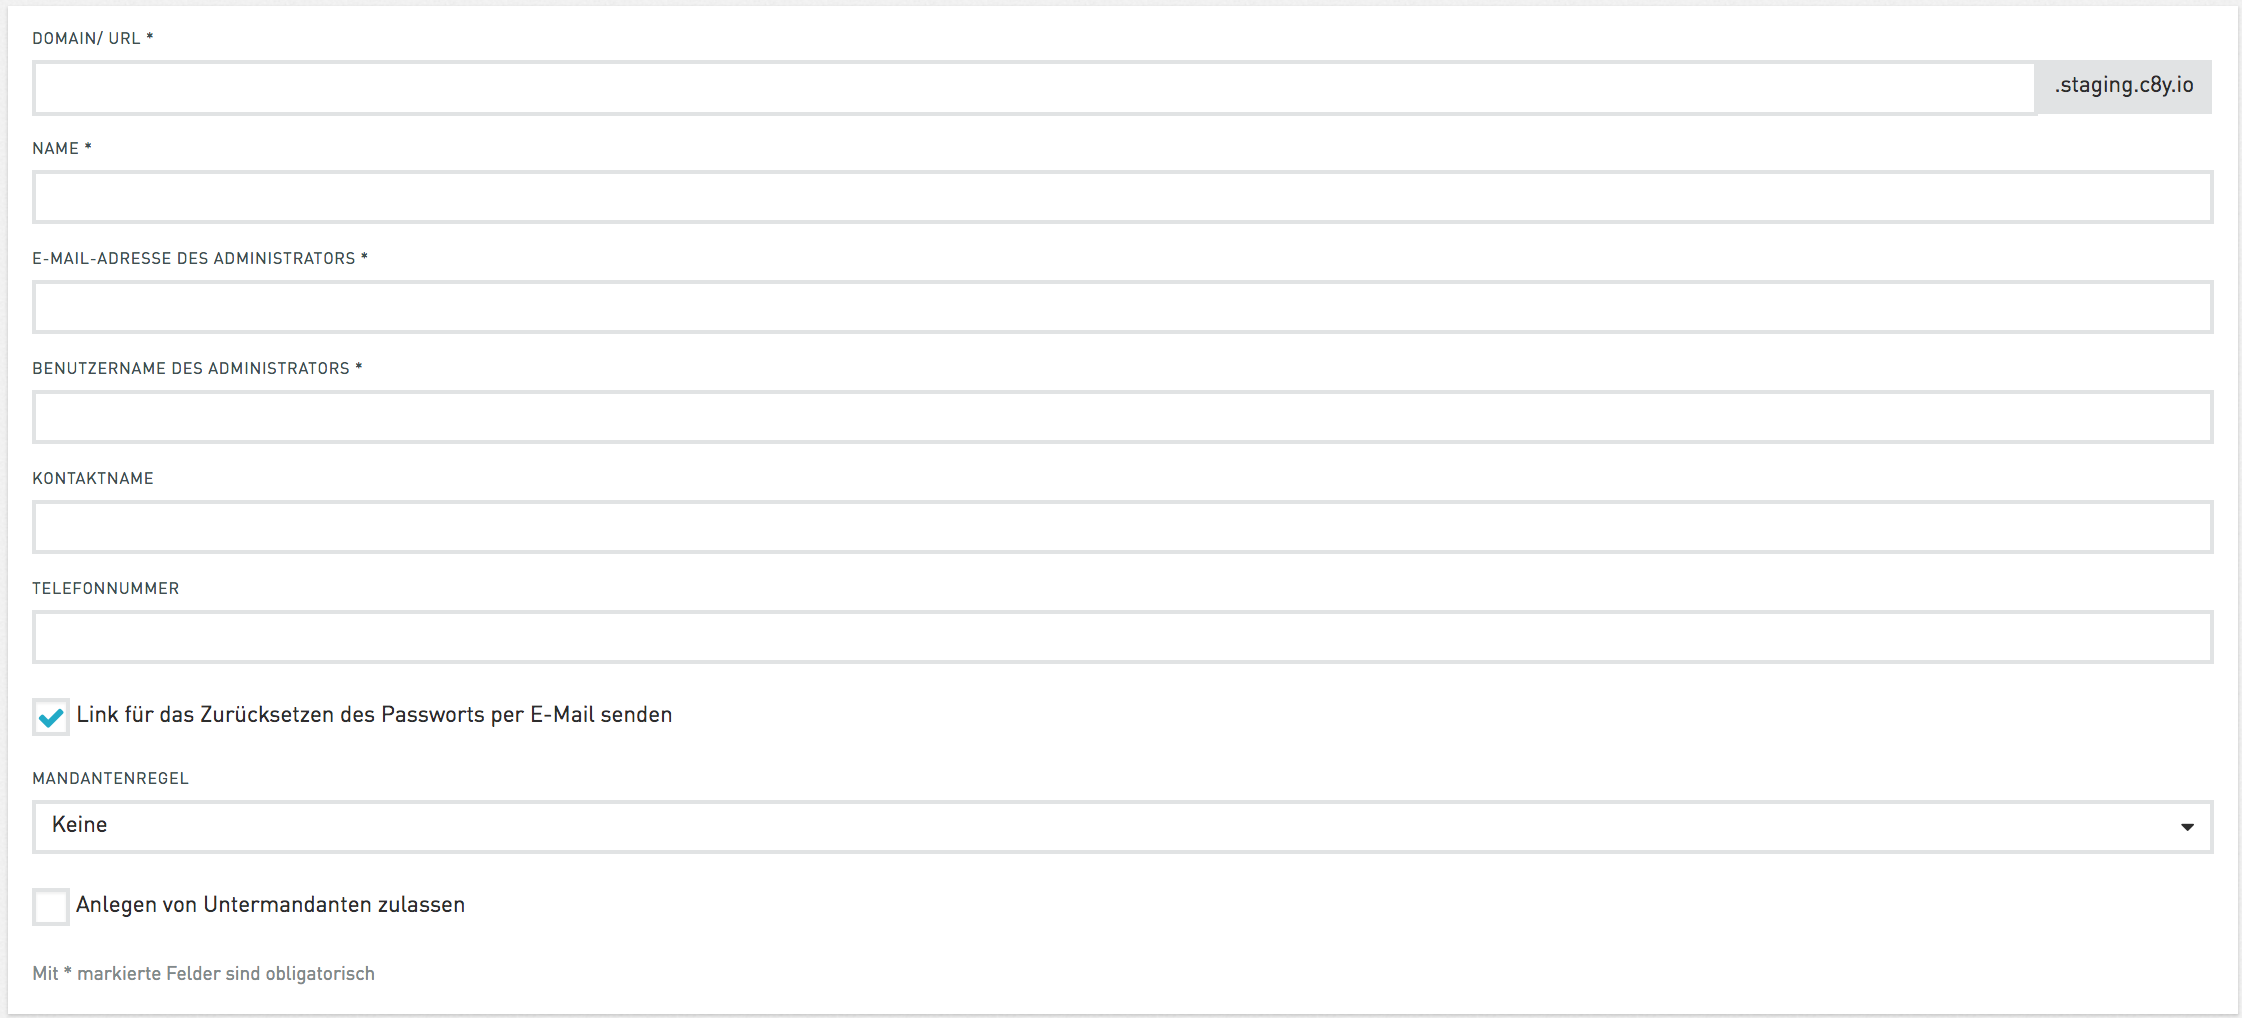 DOMAIN/ URL *
.staging.c8y.io
NAME *
E-MAIL-ADRESSE DES ADMINISTRATORS *
BENUTZERNAME DES ADMINISTRATORS *
KONTAKTNAME
TELEFONNUMMER
Link für das Zurücksetzen des Passworts per E-Mail senden
MANDANTENREGEL
Keine
Anlegen von Untermandanten zulassen
Mit * markierte Felder sind obligatorisch